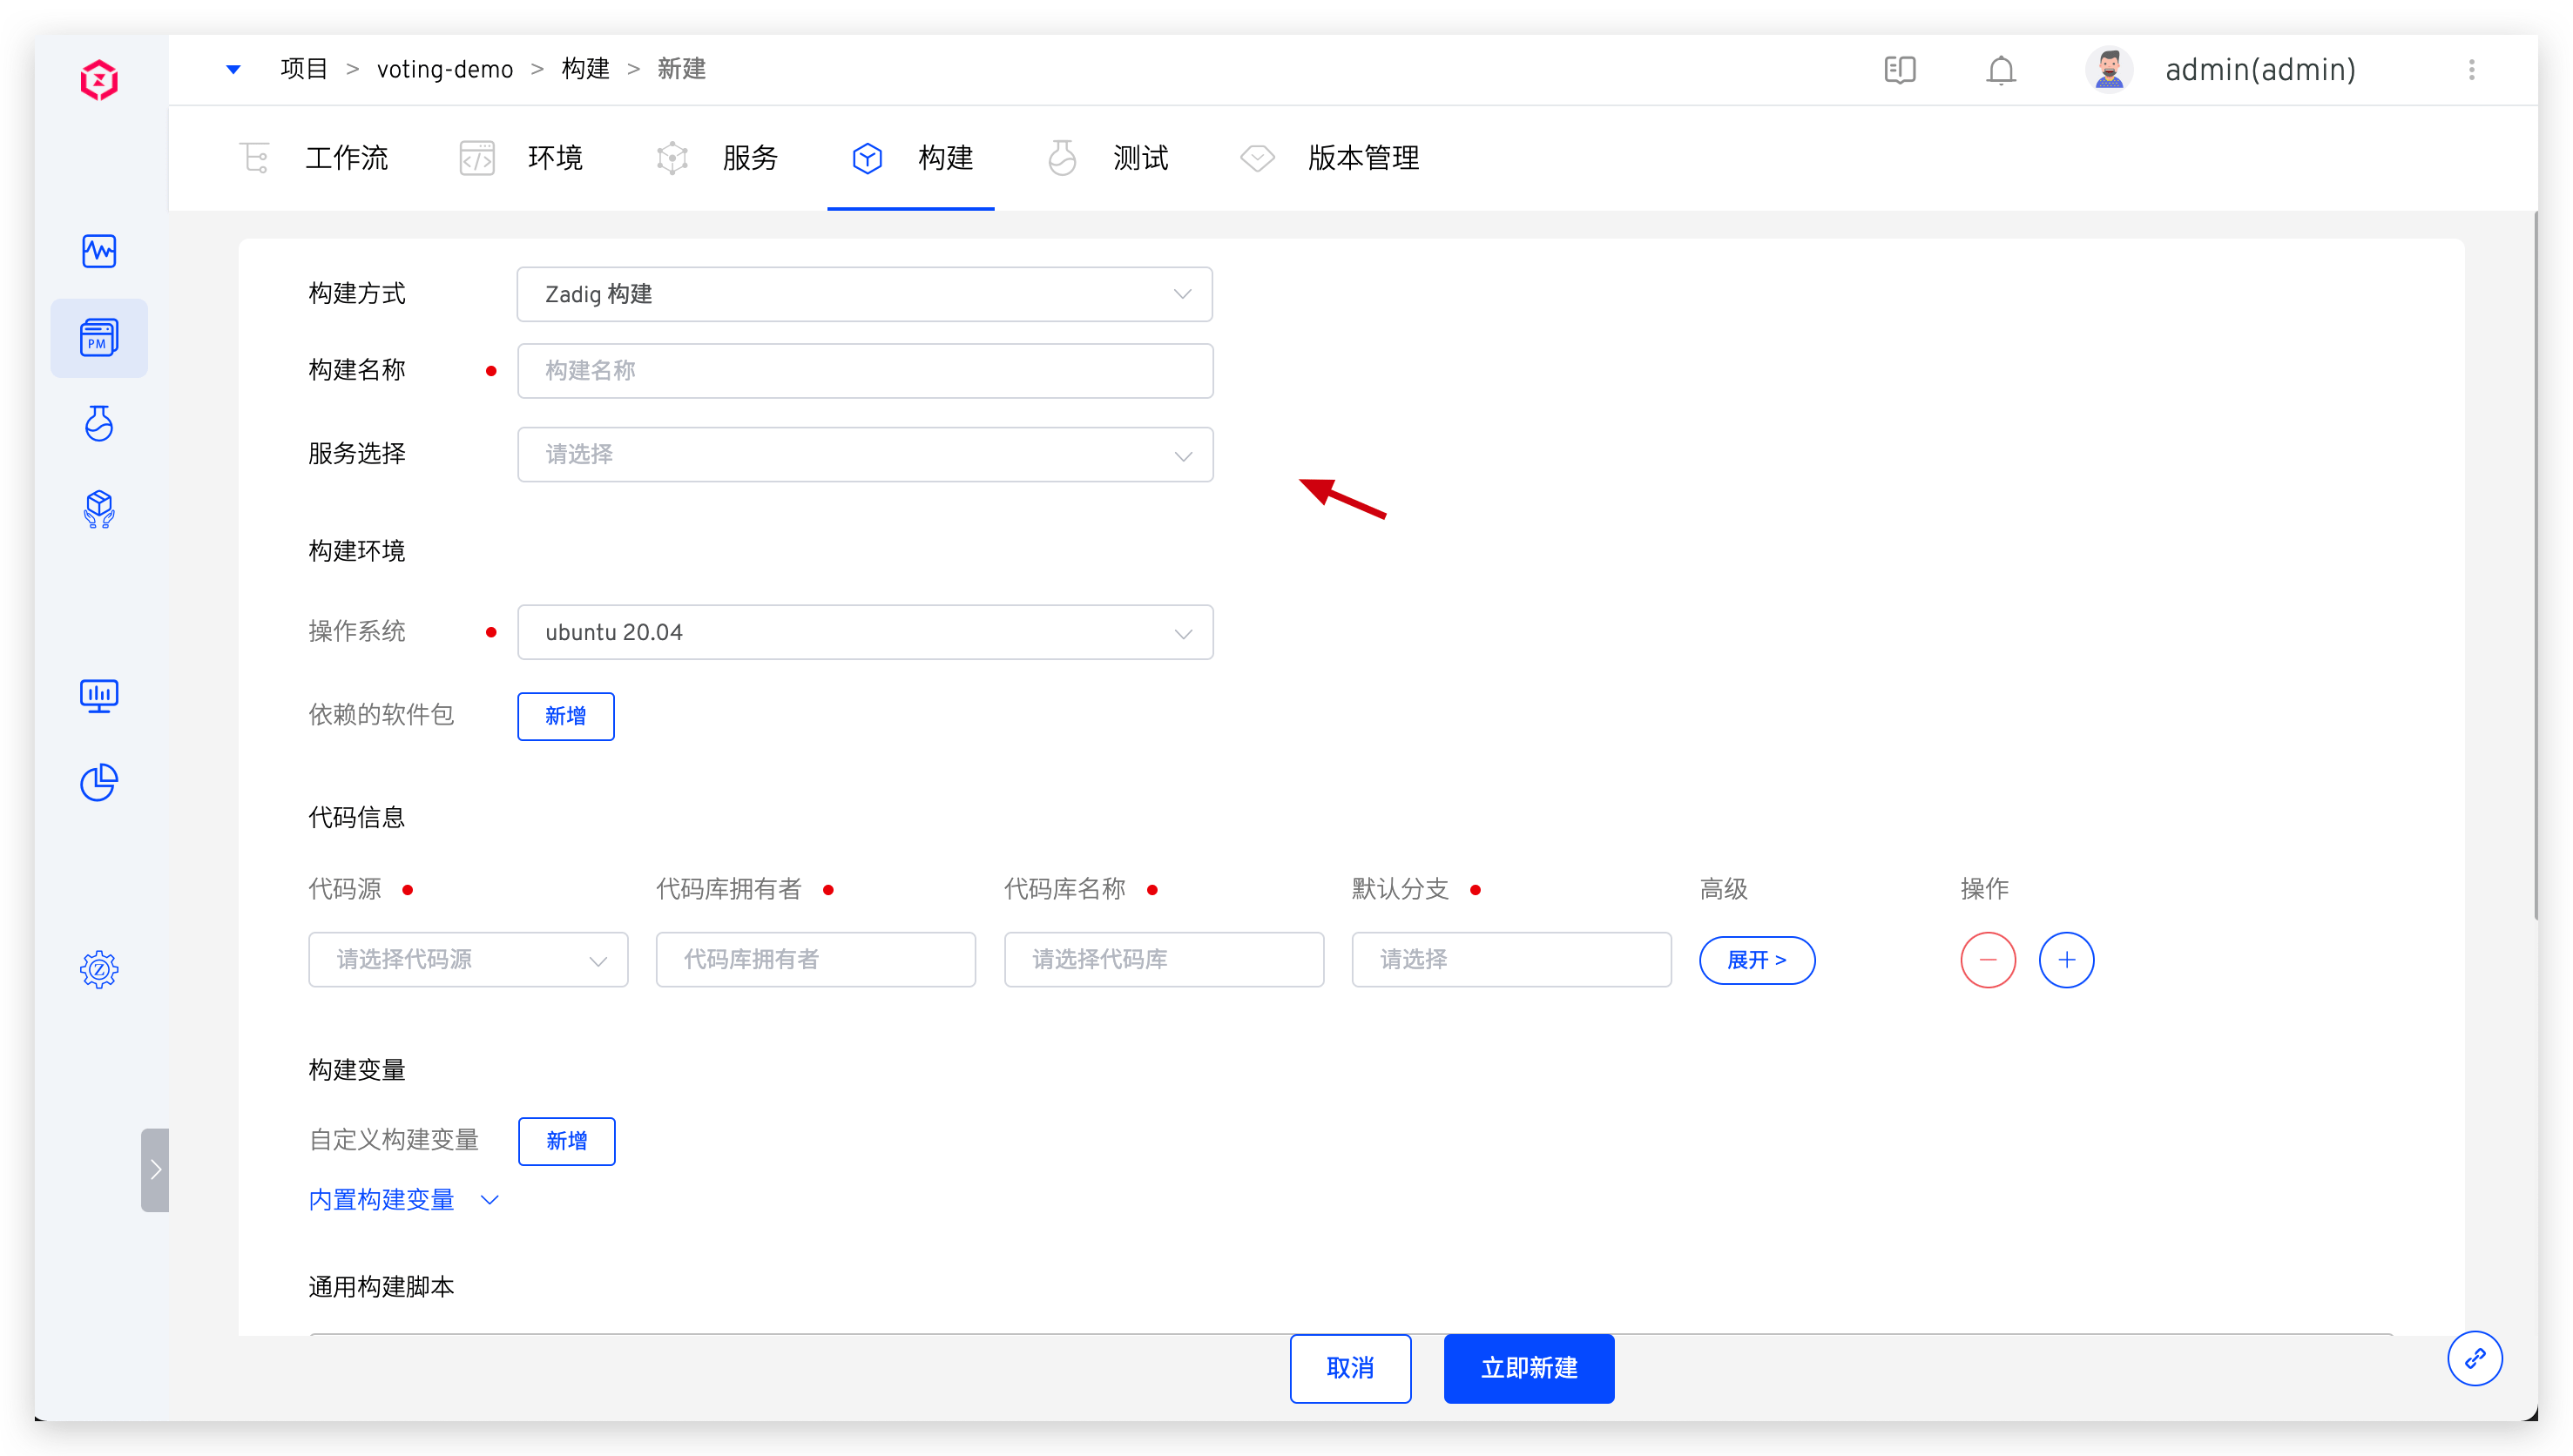 项目 > voting-demo > 构建 > 新建
admin(admin)
工作流 环境 服务 构建 测试 版本管理
PM
构建方式 Zadig 构建
构建名称 构建名称
服务选择 请选择
构建环境
操作系统 ubuntu 20.04
依赖的软件包 新增
代码信息
代码源 代码库拥有者 代码库名称 默认分支 高级 操作
请选择代码源 代码库拥有者 请选择代码库 请选择 展开 >
构建变量
自定义构建变量 新增
内置构建变量
通用构建脚本
取消 立即新建